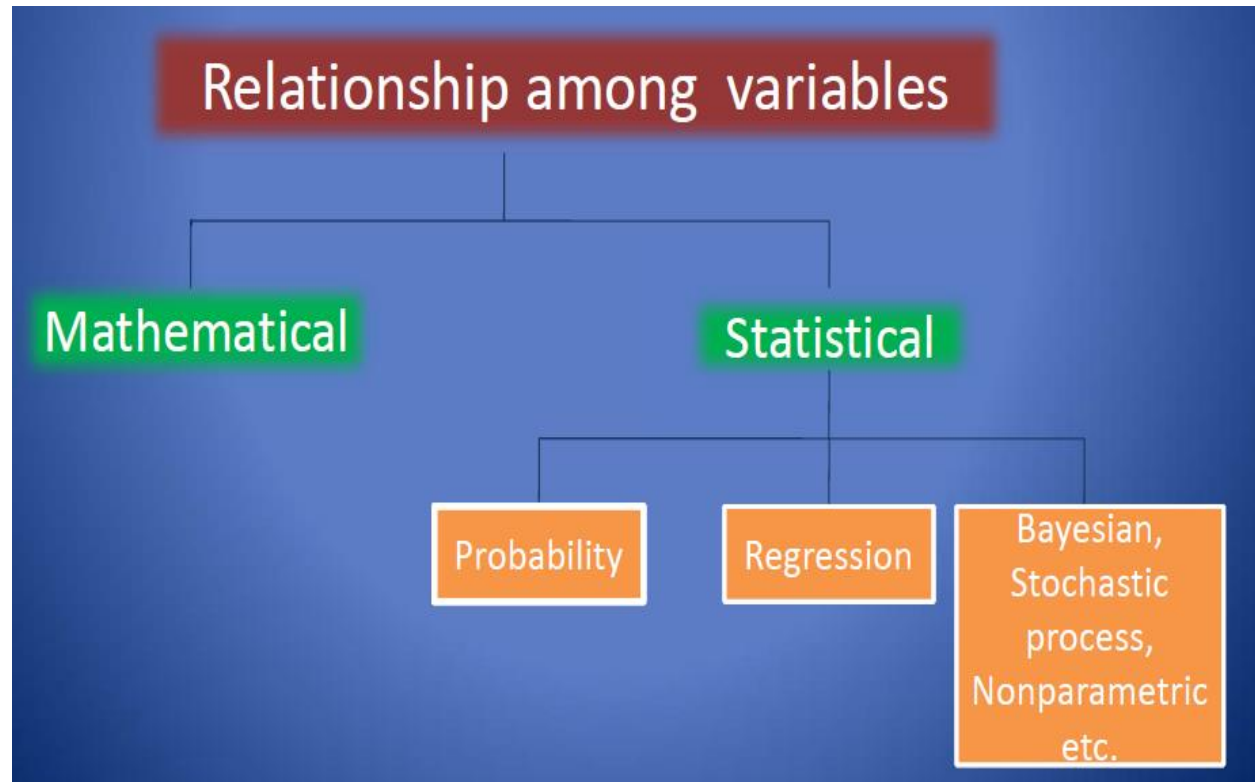 Relationship among variables
Mathematical
Statistical
Probability
Regression
Bayesian,
Stochastic
process,
Nonparametric
etc.